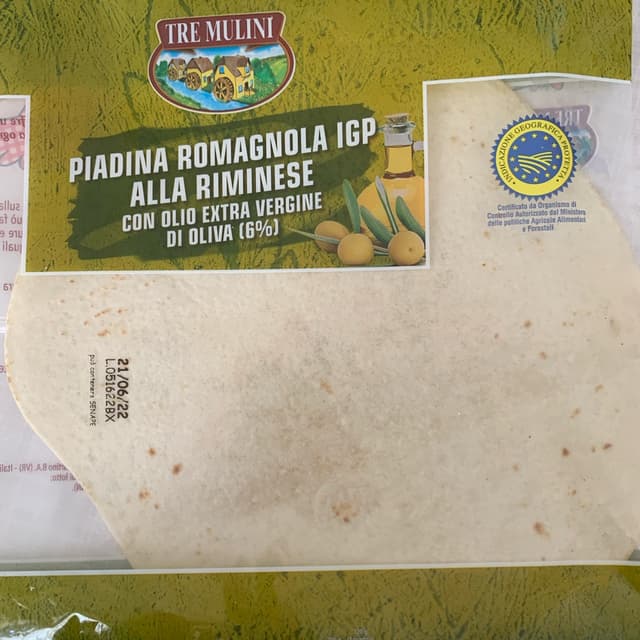 TRE MULINI
PIADINA ROMAGNOLA IGP
ALLA RIMINESE
CON OLIO EXTRA VERGINE
DI OLIVA (6%)
INDICAZIONE GEOGRAFICA PROTETTA
Certificato da Organismo di
Controllo Autorizzato dal Ministero
delle politiche Agricole Alimentari
e Forestali
21/06/22
L.051622BX
può contenere SENAPE